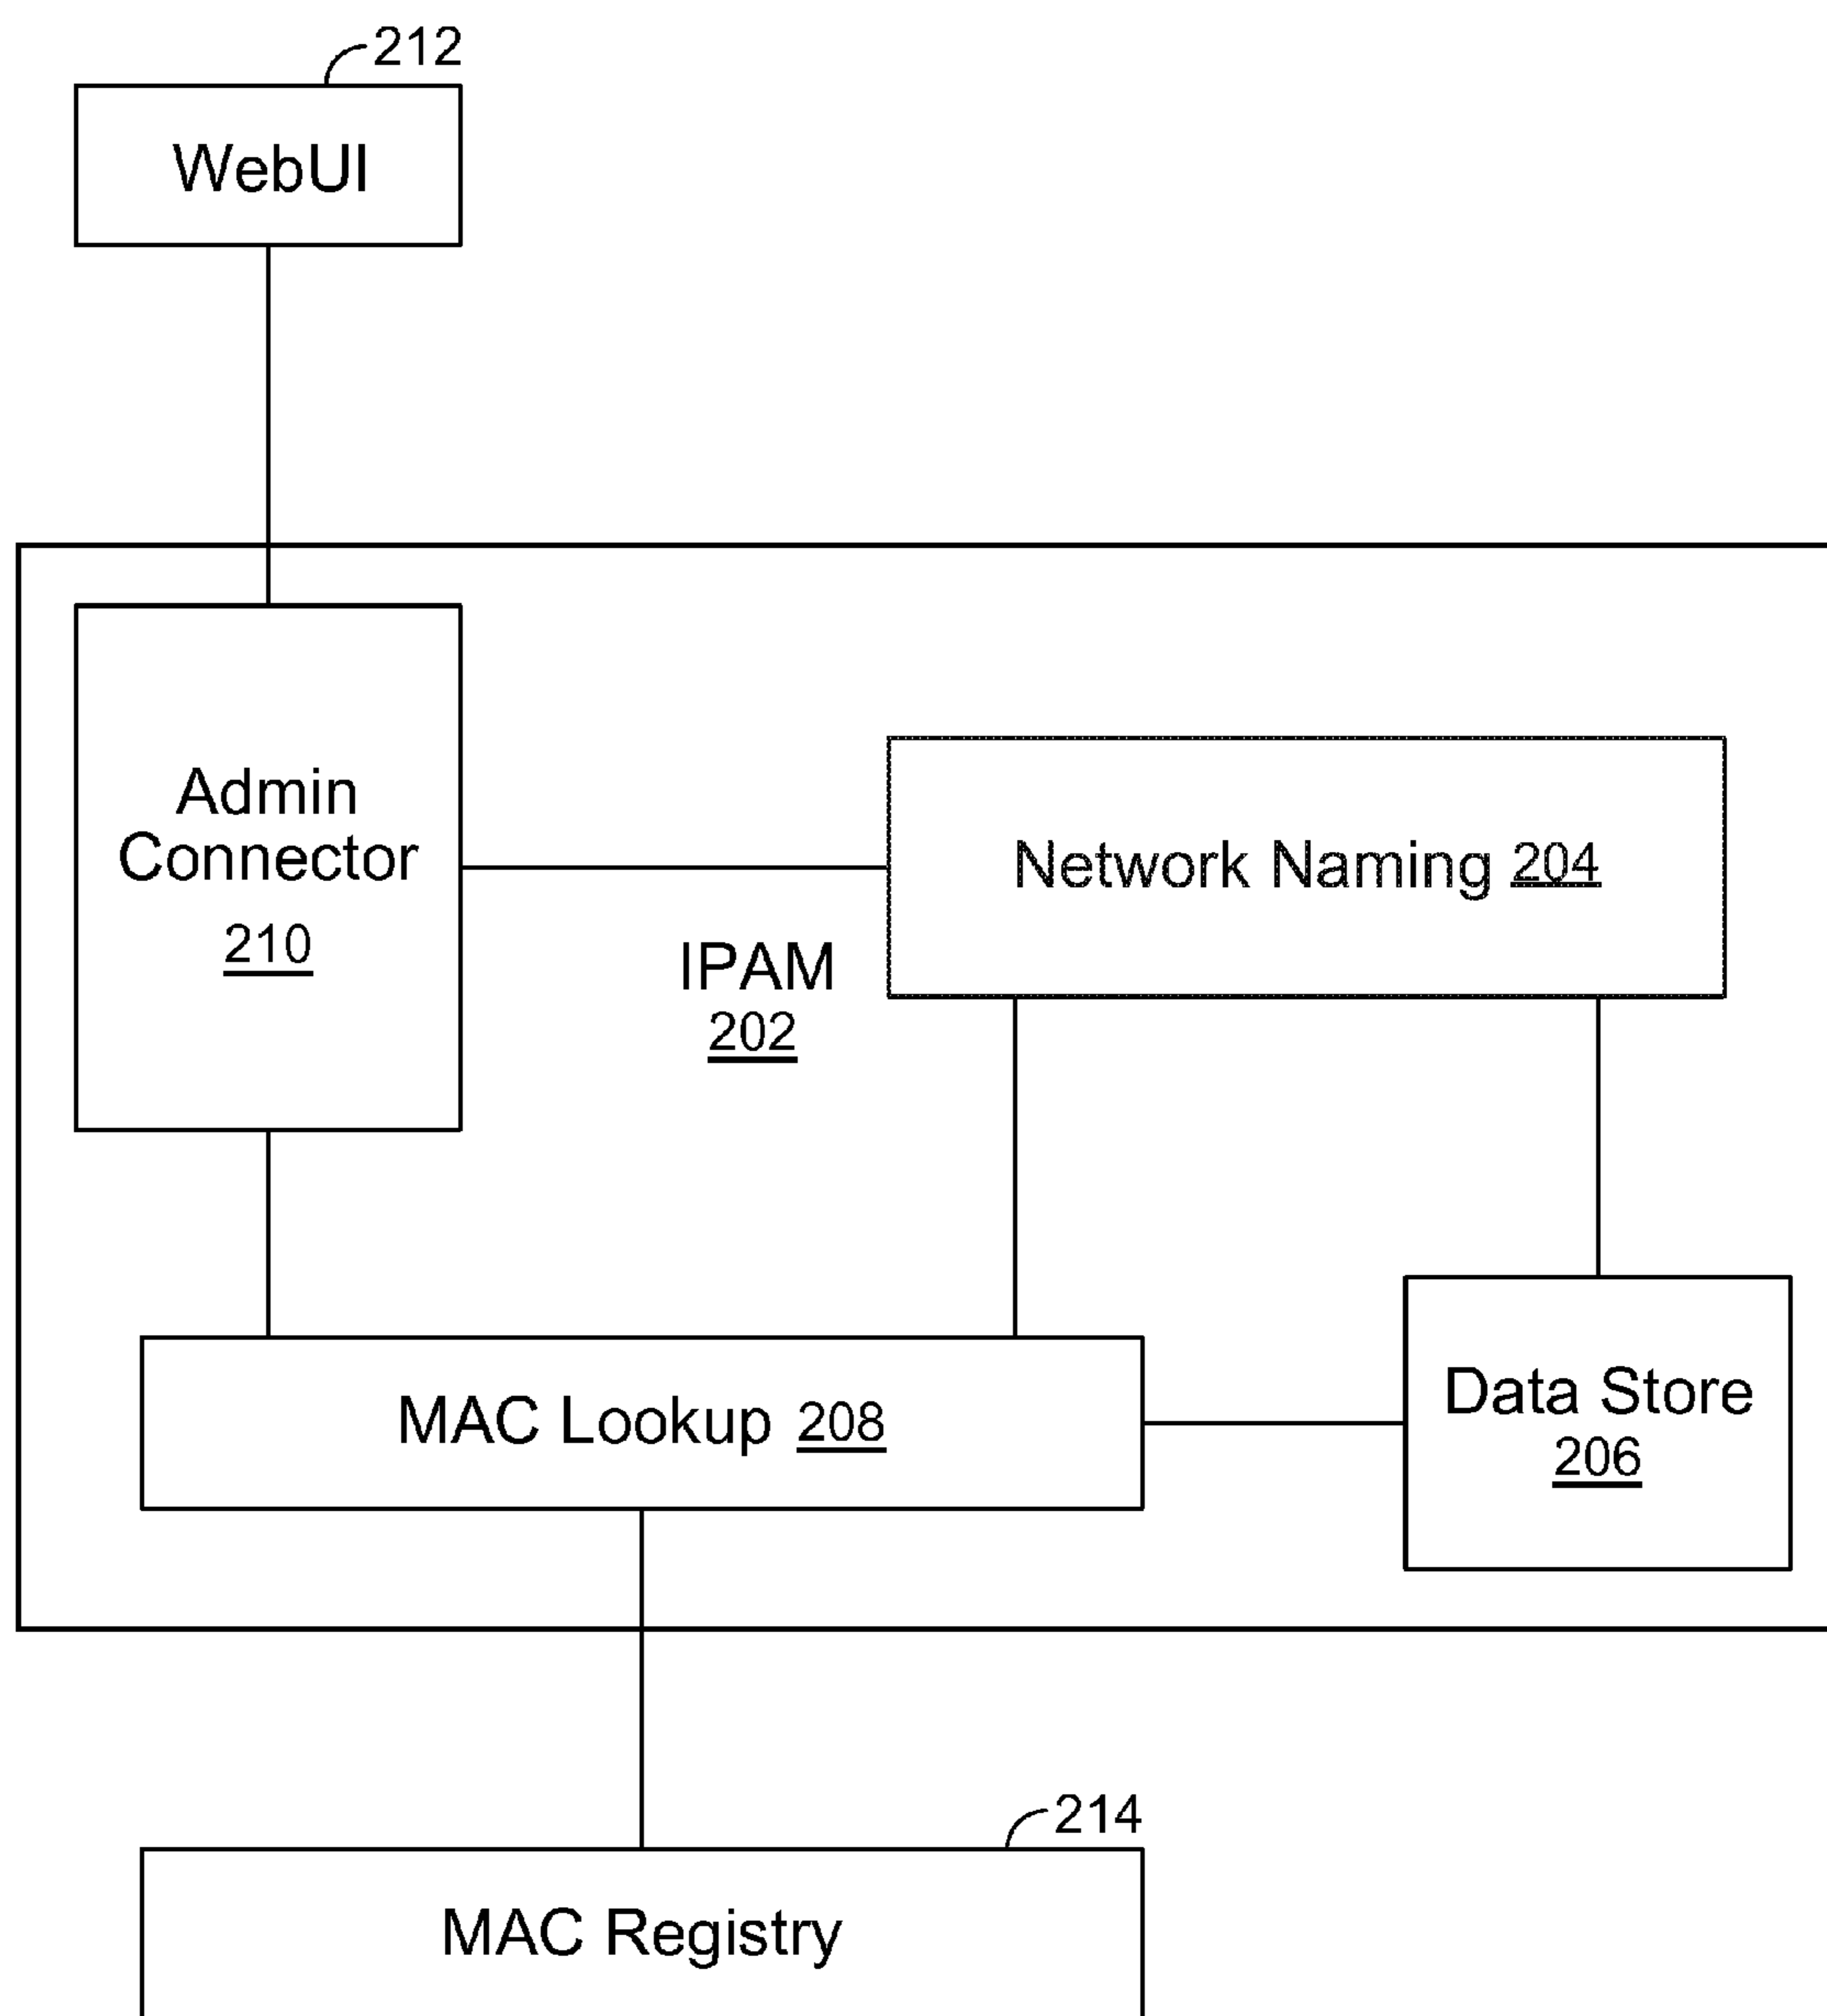 212
WebUI
Admin
Connector
210
Network Naming 204
IPAM
202
MAC Lookup 208
Data Store
206
214
MAC Registry